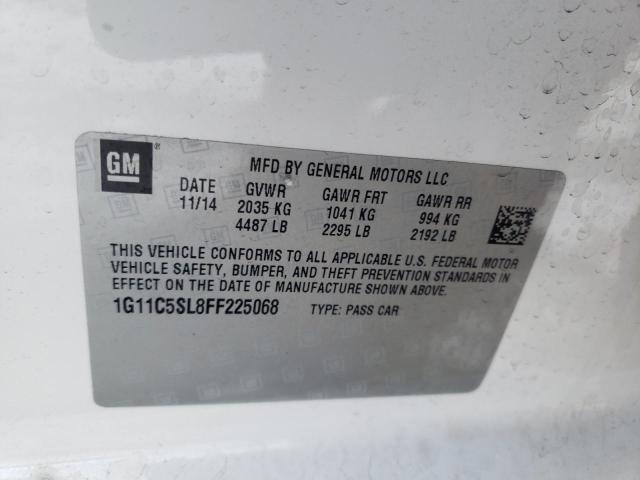 GM ®
MFD BY GENERAL MOTORS LLC
DATE GVWR GAWR FRT GAWR RR
11/14 2035 KG 1041 KG 994 KG
4487 LB 2295 LB 2192 LB
THIS VEHICLE CONFORMS TO ALL APPLICABLE U.S. FEDERAL MOTOR
VEHICLE SAFETY, BUMPER, AND THEFT PREVENTION STANDARDS IN
EFFECT ON THE DATE OF MANUFACTURE SHOWN ABOVE.
1G11C5SL8FF225068 TYPE: PASS CAR